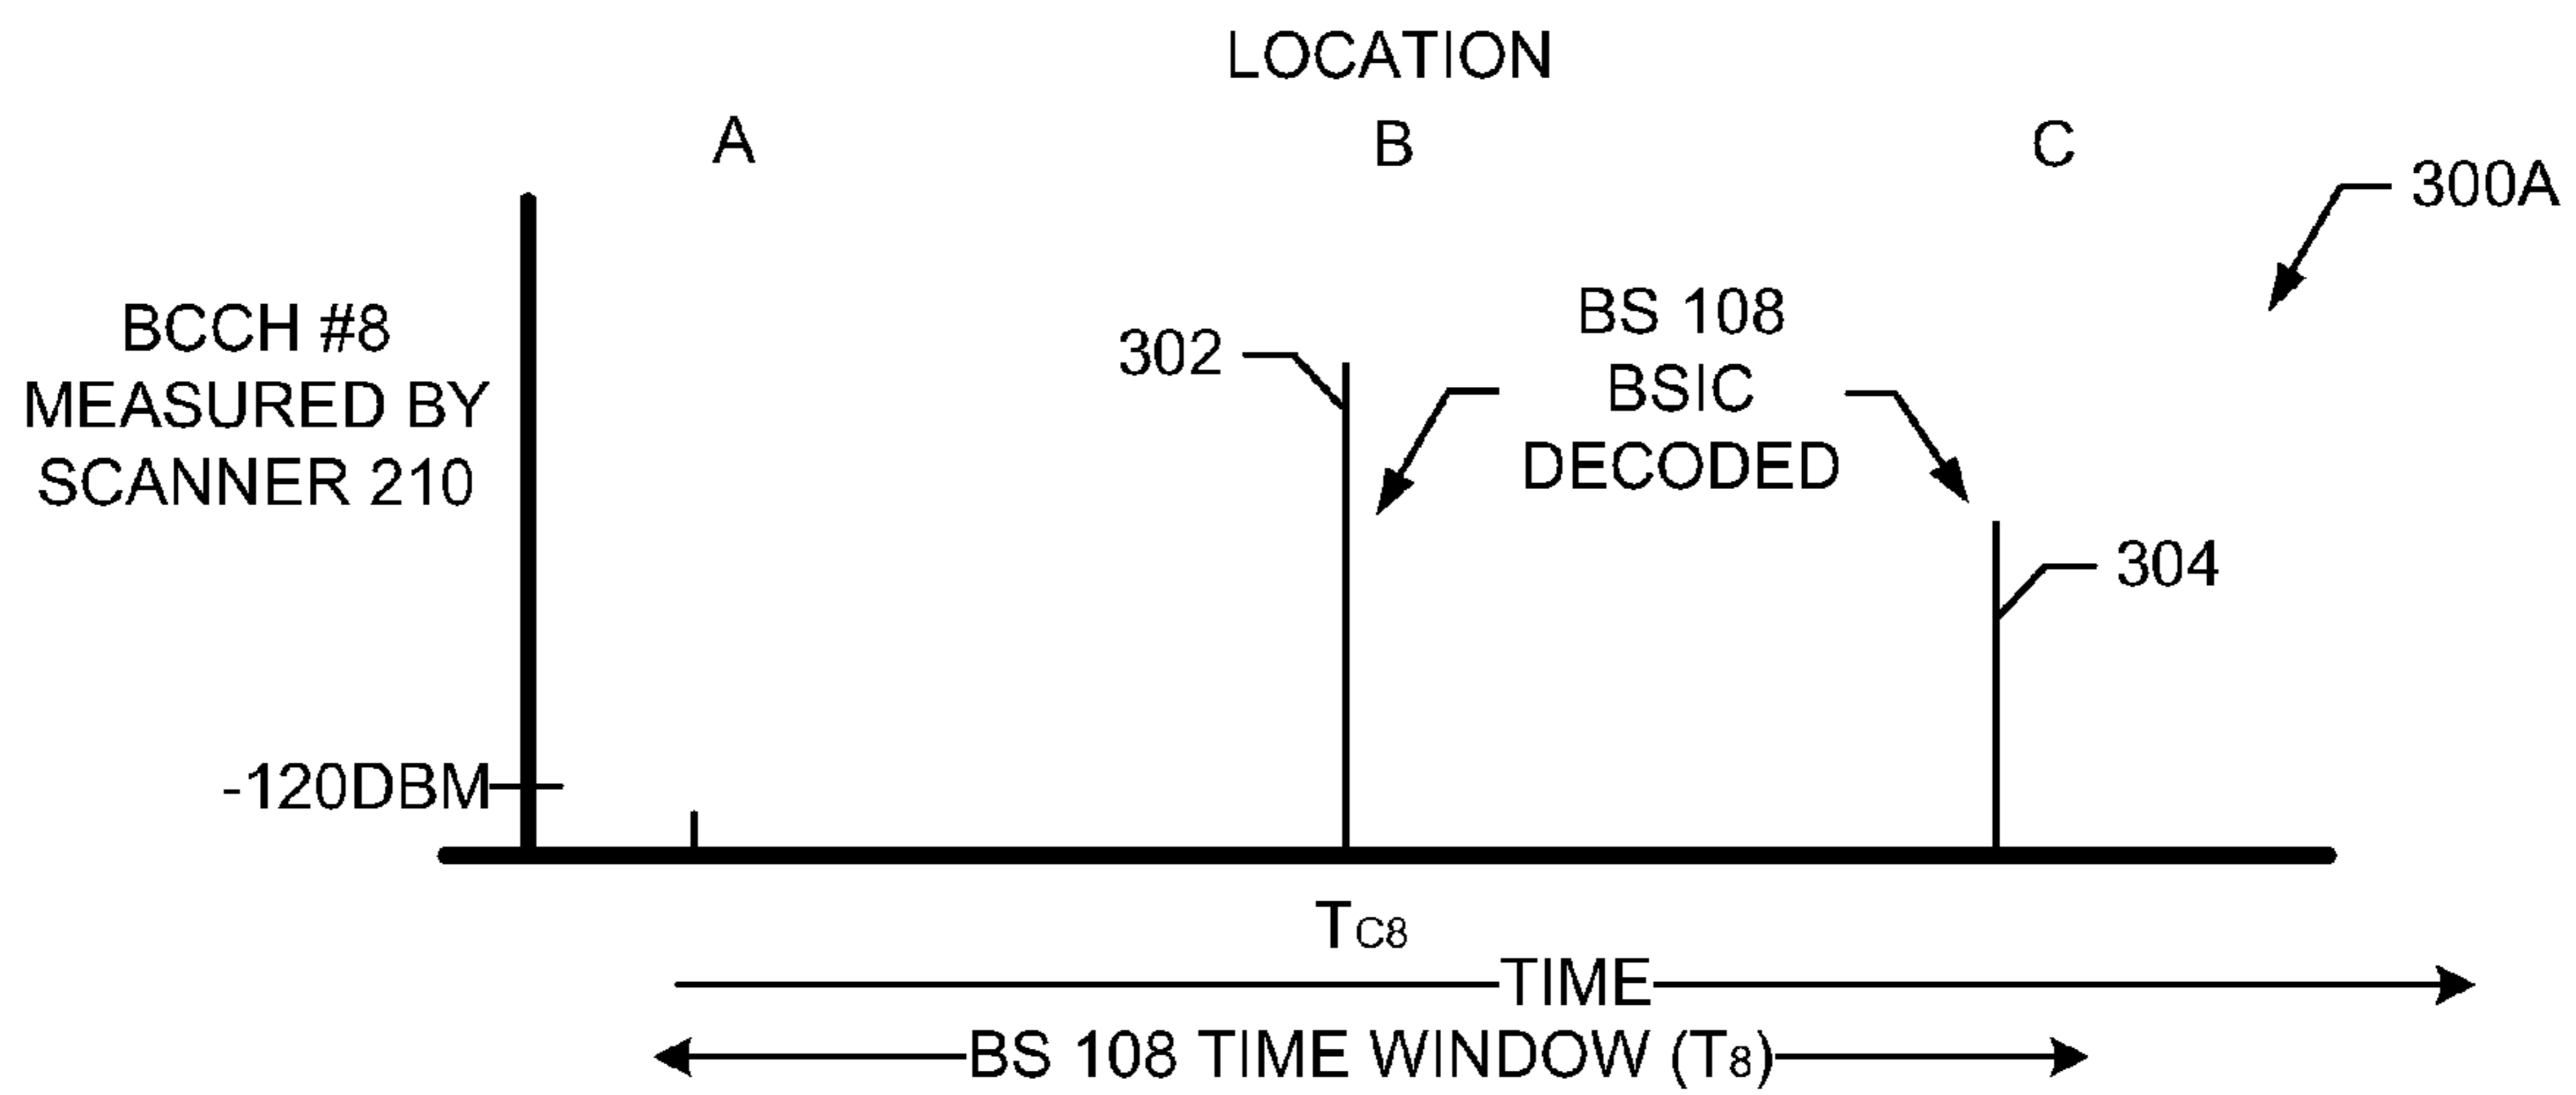 LOCATION
A B C
300A
BCCH #8
MEASURED BY
SCANNER 210
302
BS 108
BSIC
DECODED
304
-120DBM
TC8
TIME
BS 108 TIME WINDOW (T8)